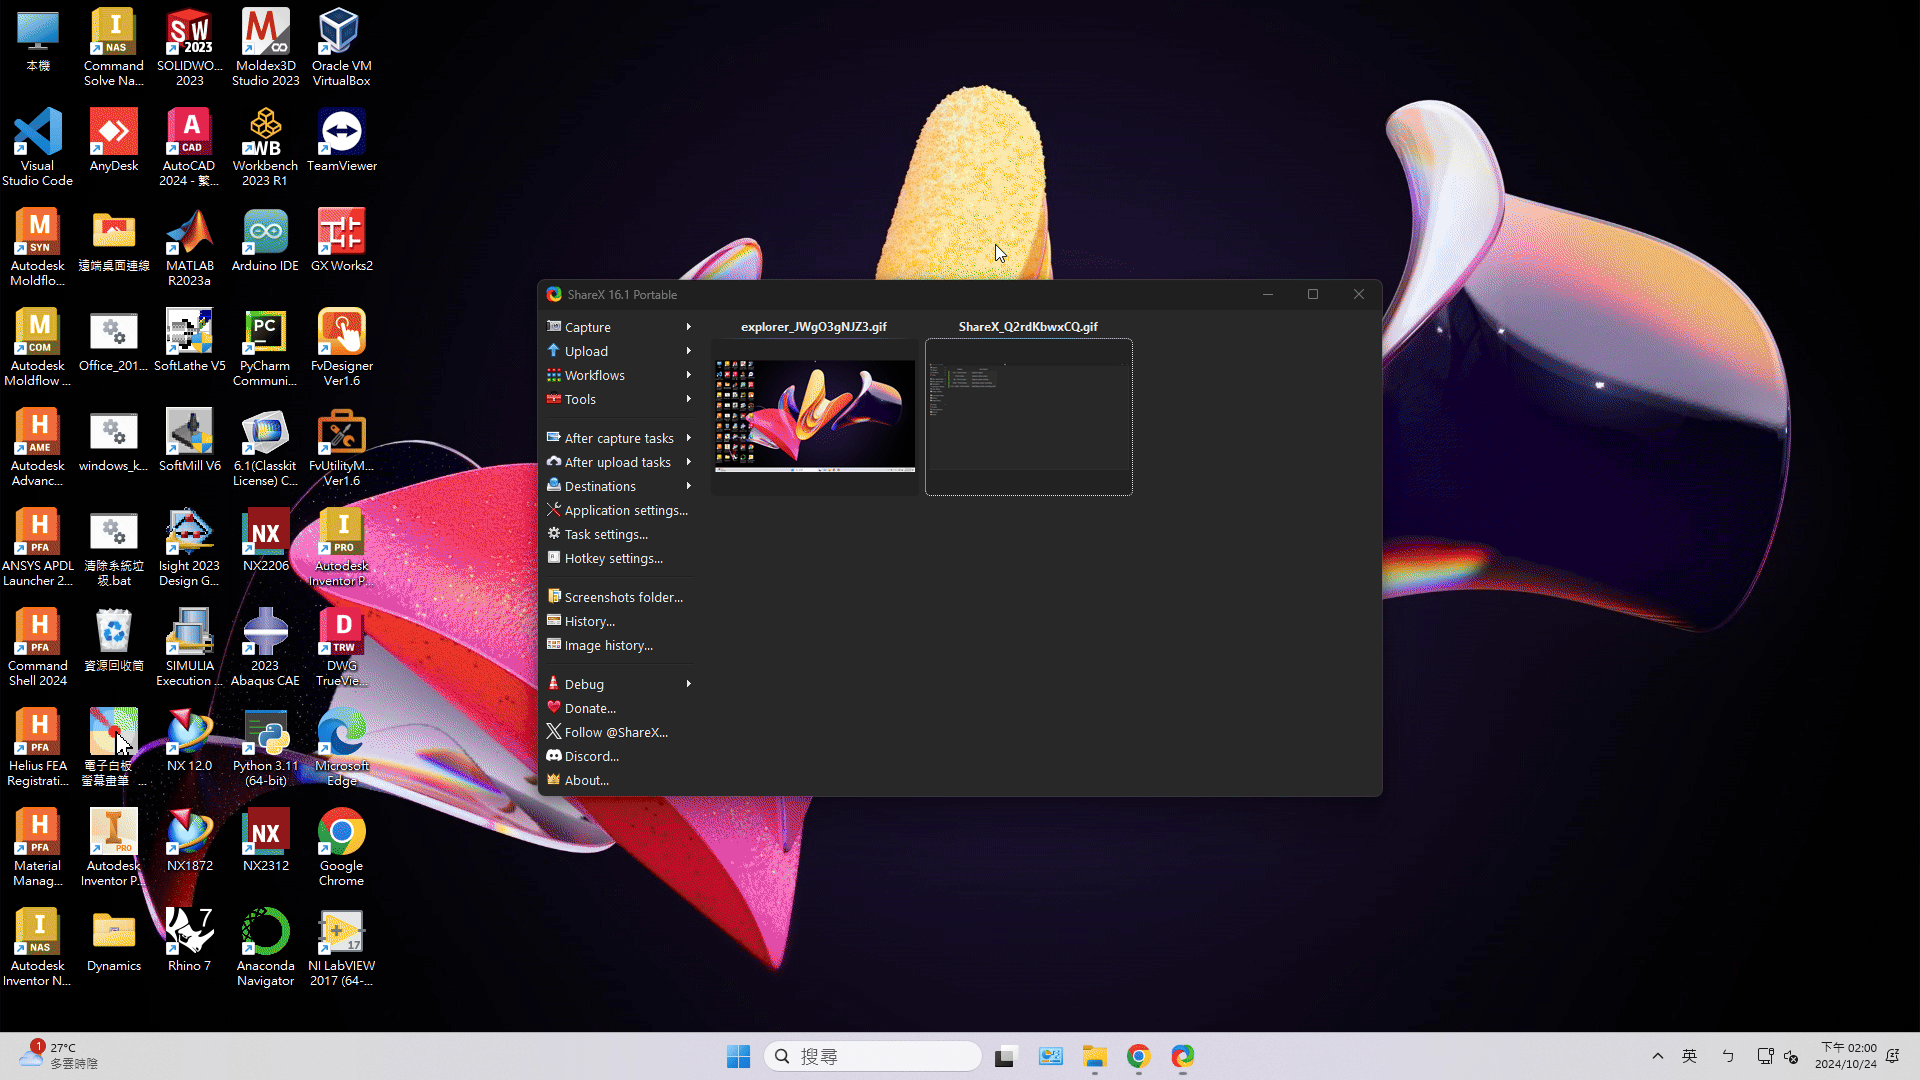 本機
Command
Solve Na...
SOLIDWO...
2023
Moldex3D
Studio 2023
Oracle VM
VirtualBox
Visual
Studio Code
AnyDesk
AutoCAD
2024 - 繁...
Workbench
2023 R1
TeamViewer
Autodesk
Moldflo...
遠端桌面連線
MATLAB
R2023a
Arduino IDE
GX Works2
Autodesk
Moldflow ...
Office_201...
SoftLathe V5
PyCharm
Communi...
FvDesigner
Ver1.6
Autodesk
Advanc...
windows_k...
SoftMill V6
6.1(Classkit
License) C...
FvUtilityM...
Ver1.6
ANSYS APDL
Launcher 2...
清除系統垃
圾.bat
Isight 2023
Design G...
NX2206
Autodesk
Inventor P...
Command
Shell 2024
資源回收筒
SIMULIA
Execution ...
2023
Abaqus CAE
DWG
TrueVie...
Helius FEA
Registrati...
電子白板
螢幕畫筆 ...
NX 12.0
Python 3.11
(64-bit)
Microsoft
Edge
Material
Manag...
Autodesk
Inventor P...
NX1872
NX2312
Google
Chrome
Autodesk
Inventor N...
Dynamics
Rhino 7
Anaconda
Navigator
NI LabVIEW
2017 (64-...
ShareX 16.1 Portable
Capture
Upload
Workflows
Tools
After capture tasks
After upload tasks
Destinations
Application settings...
Task settings...
Hotkey settings...
Screenshots folder...
History...
Image history...
Debug
Donate...
Follow @ShareX...
Discord...
About...
explorer_JWgO3gNJZ3.gif
ShareX_Q2rdKbwxCQ.gif
1
27°C
多雲時陰
搜尋
英
ㄅ
下午 02:00
2024/10/24